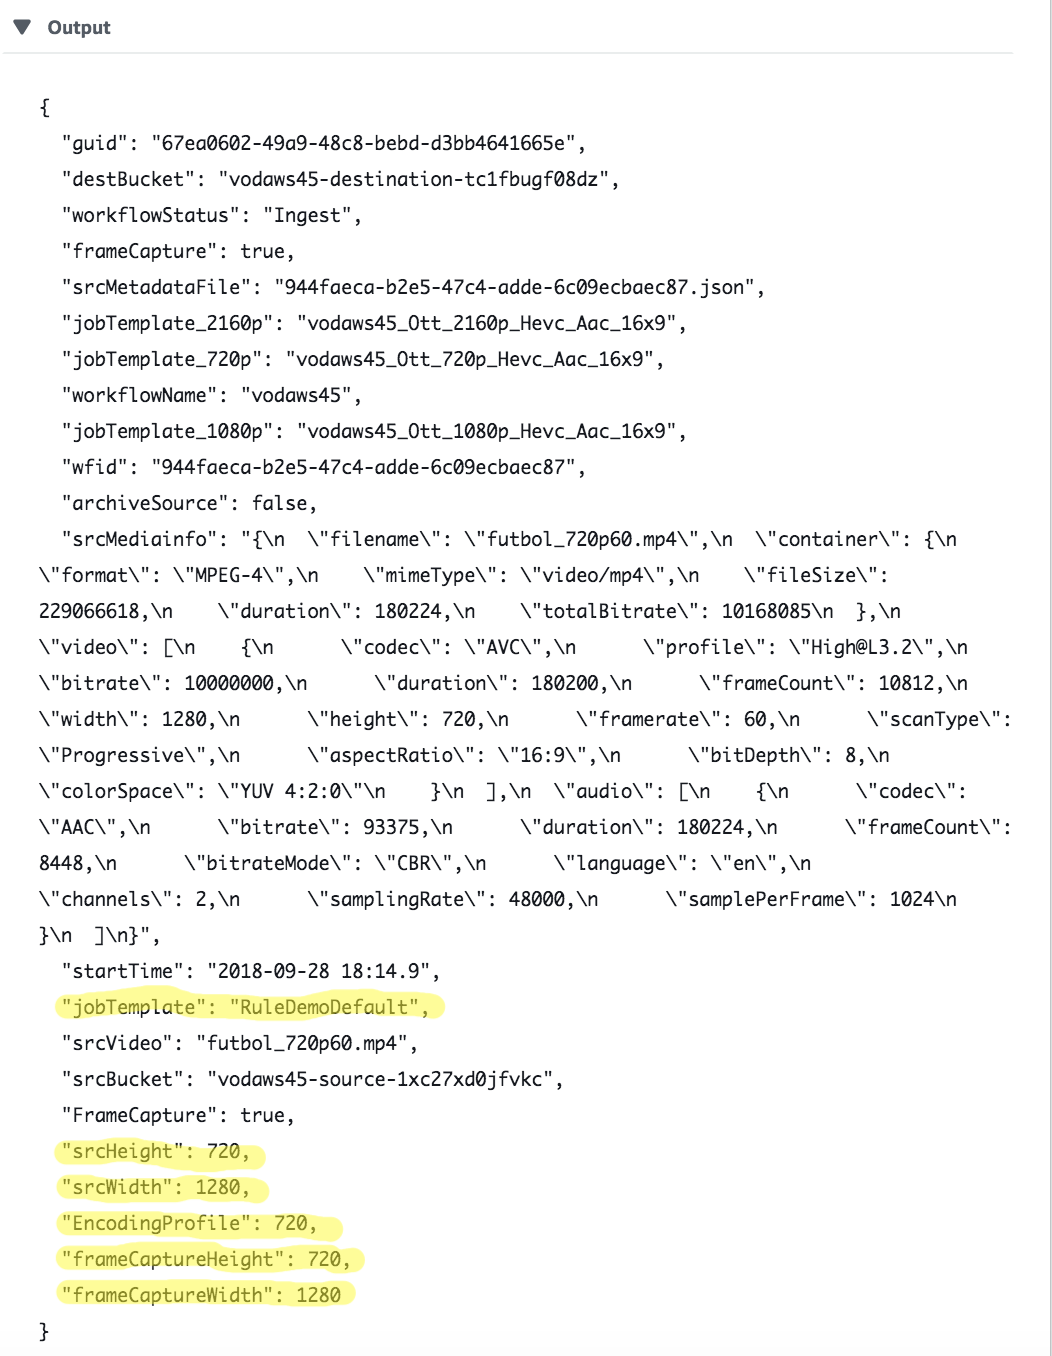 Output
{
"guid": "67ea0602-49a9-48c8-bebd-d3bb4641665e",
"destBucket": "vodaws45-destination-tc1fbugf08dz",
"workflowStatus": "Ingest",
"frameCapture": true,
"srcMetadataFile": "944faeca-b2e5-47c4-adde-6c09ecbaec87.json",
"jobTemplate_2160p": "vodaws45_Ott_2160p_Hevc_Aac_16x9",
"jobTemplate_720p": "vodaws45_Ott_720p_Hevc_Aac_16x9",
"workflowName": "vodaws45",
"jobTemplate_1080p": "vodaws45_Ott_1080p_Hevc_Aac_16x9",
"wfid": "944faeca-b2e5-47c4-adde-6c09ecbaec87",
"archiveSource": false,
"srcMediainfo": "{\n  \"filename\": \"futbol_720p60.mp4\",\n  \"container\": {\n
\"format\": \"MPEG-4\",\n    \"mimeType\": \"video/mp4\",\n    \"fileSize\":
229066618,\n    \"duration\": 180224,\n    \"totalBitrate\": 10168085\n  },\n
\"video\": [\n    {\n      \"codec\": \"AVC\",\n      \"profile\": \"High@L3.2\",\n
\"bitrate\": 10000000,\n      \"duration\": 180200,\n      \"frameCount\": 10812,\n
\"width\": 1280,\n      \"height\": 720,\n      \"framerate\": 60,\n      \"scanType\":
\"Progressive\",\n      \"aspectRatio\": \"16:9\",\n      \"bitDepth\": 8,\n
\"colorSpace\": \"YUV 4:2:0\"\n    }\n  ],\n  \"audio\": [\n    {\n      \"codec\":
\"AAC\",\n      \"bitrate\": 93375,\n      \"duration\": 180224,\n      \"frameCount\":
8448,\n      \"bitrateMode\": \"CBR\",\n      \"language\": \"en\",\n
\"channels\": 2,\n      \"samplingRate\": 48000,\n      \"samplePerFrame\": 1024\n
}\n  ]\n}",
"startTime": "2018-09-28 18:14.9",
"jobTemplate": "RuleDemoDefault",
"srcVideo": "futbol_720p60.mp4",
"srcBucket": "vodaws45-source-1xc27xd0jfvkc",
"FrameCapture": true,
"srcHeight": 720,
"srcWidth": 1280,
"EncodingProfile": 720,
"frameCaptureHeight": 720,
"frameCaptureWidth": 1280
}